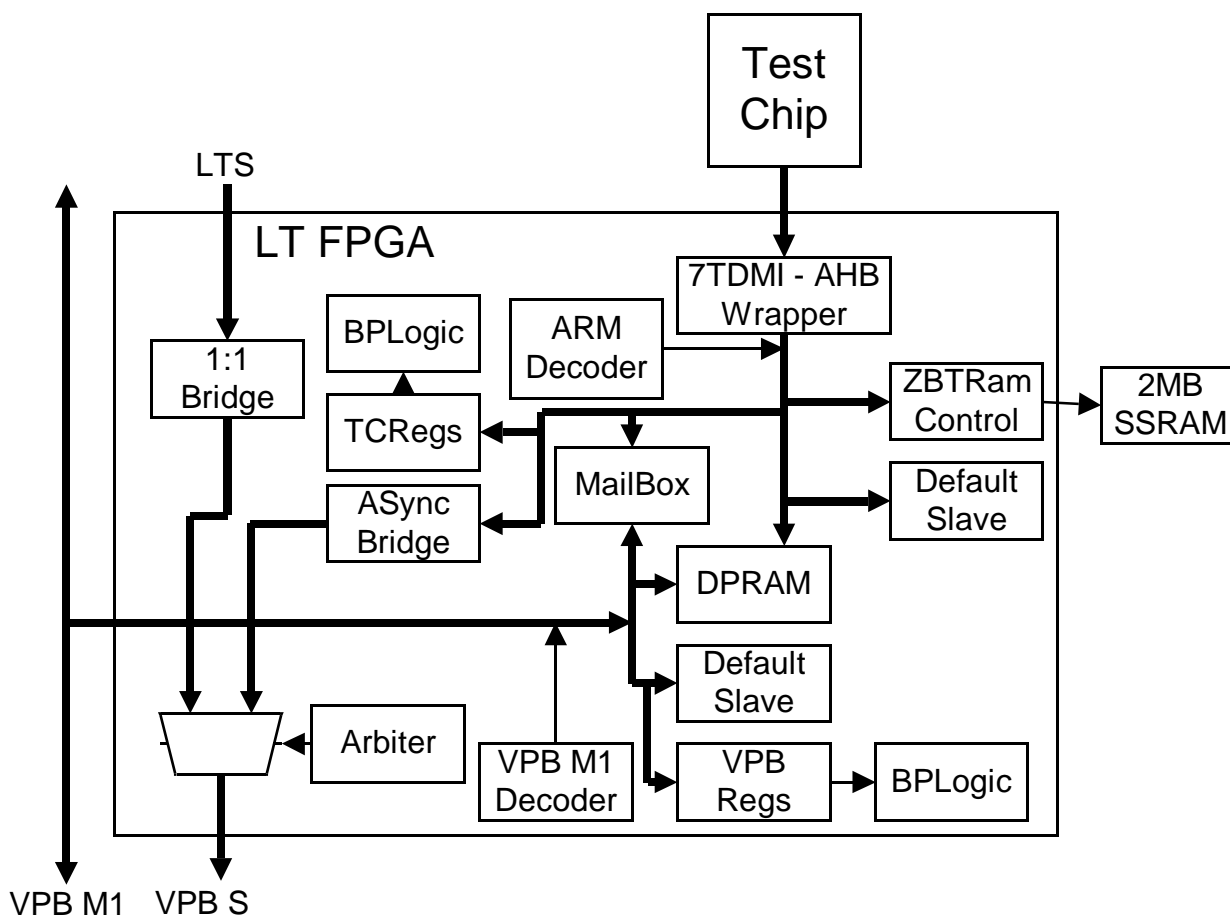 Test
Chip
LTS
LT FPGA
7TDMI - AHB
Wrapper
BPLogic
ARM
Decoder
1:1
Bridge
TCRegs
ZBTRam
Control
2MB
SSRAM
MailBox
Default
Slave
ASync
Bridge
DPRAM
Default
Slave
Arbiter
VPB M1
Decoder
VPB
Regs
BPLogic
VPB M1
VPB S